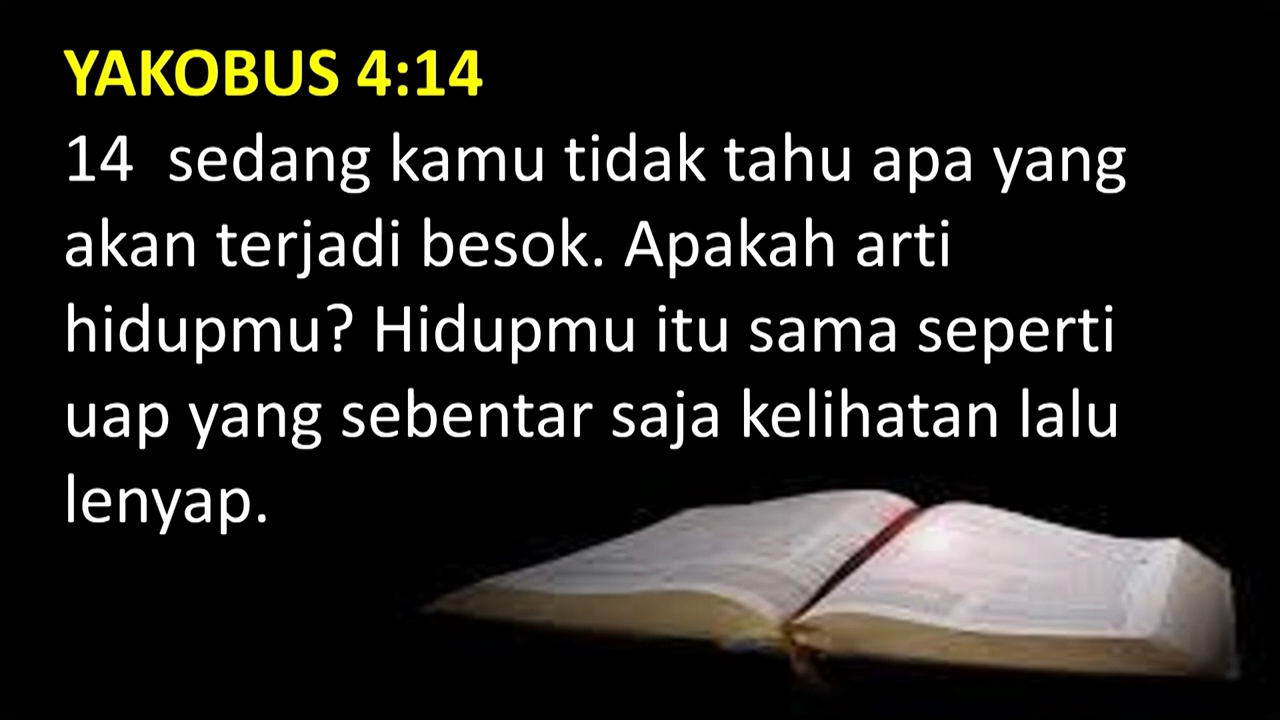 YAKOBUS 4:14
14  sedang kamu tidak tahu apa yang
akan terjadi besok. Apakah arti
hidupmu? Hidupmu itu sama seperti
uap yang sebentar saja kelihatan lalu
lenyap.